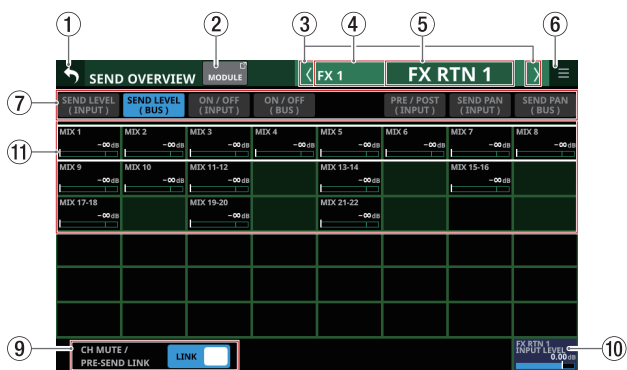 ① ② ③ ④ ⑤ ⑥
SEND OVERVIEW MODULE FX 1 FX RTN 1
⑦ SEND LEVEL (INPUT) SEND LEVEL (BUS) ON / OFF (INPUT) ON / OFF (BUS) PRE / POST (INPUT) SEND PAN (INPUT) SEND PAN (BUS)
MIX 1 MIX 2 MIX 3 MIX 4 MIX 5 MIX 6 MIX 7 MIX 8
⑪ -∞dB -∞dB -∞dB -∞dB -∞dB -∞dB -∞dB -∞dB
MIX 9 MIX 10 MIX 11-12 MIX 13-14 MIX 15-16
-∞dB -∞dB -∞dB -∞dB -∞dB
MIX 17-18 MIX 19-20 MIX 21-22
-∞dB -∞dB -∞dB
⑨ CH MUTE / PRE-SEND LINK LINK
FX RTN 1
INPUT LEVEL
0.00dB ⑩